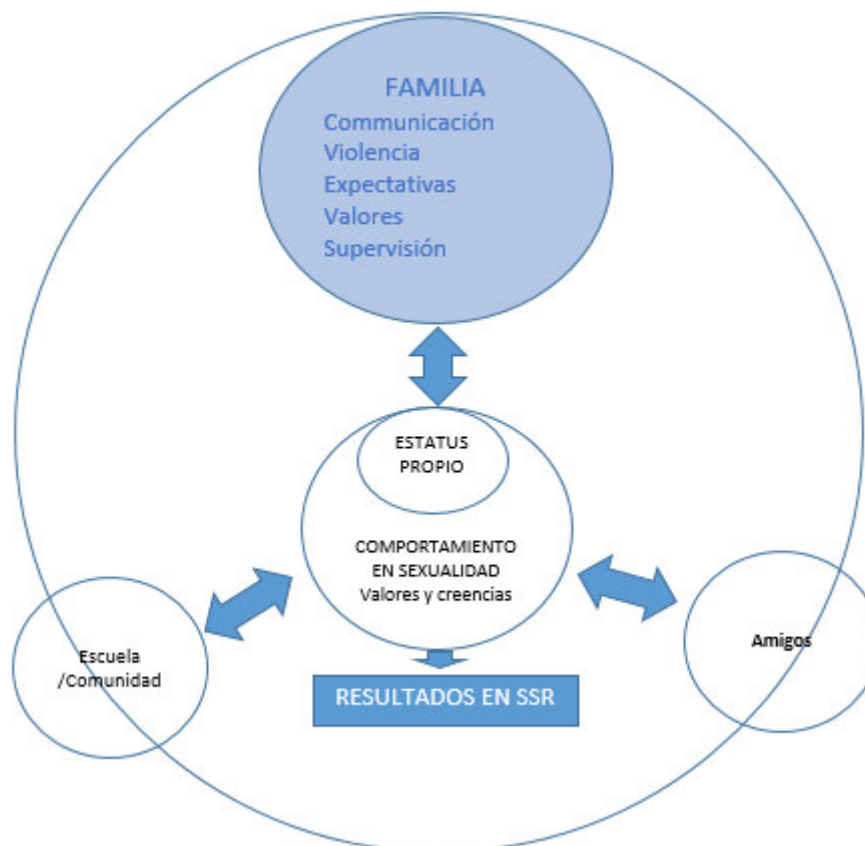 FAMILIA
Communicación
Violencia
Expectativas
Valores
Supervisión
ESTATUS
PROPIO
COMPORTAMIENTO
EN SEXUALIDAD
Valores y creencias
Escuela
/Comunidad
Amigos
RESULTADOS EN SSR